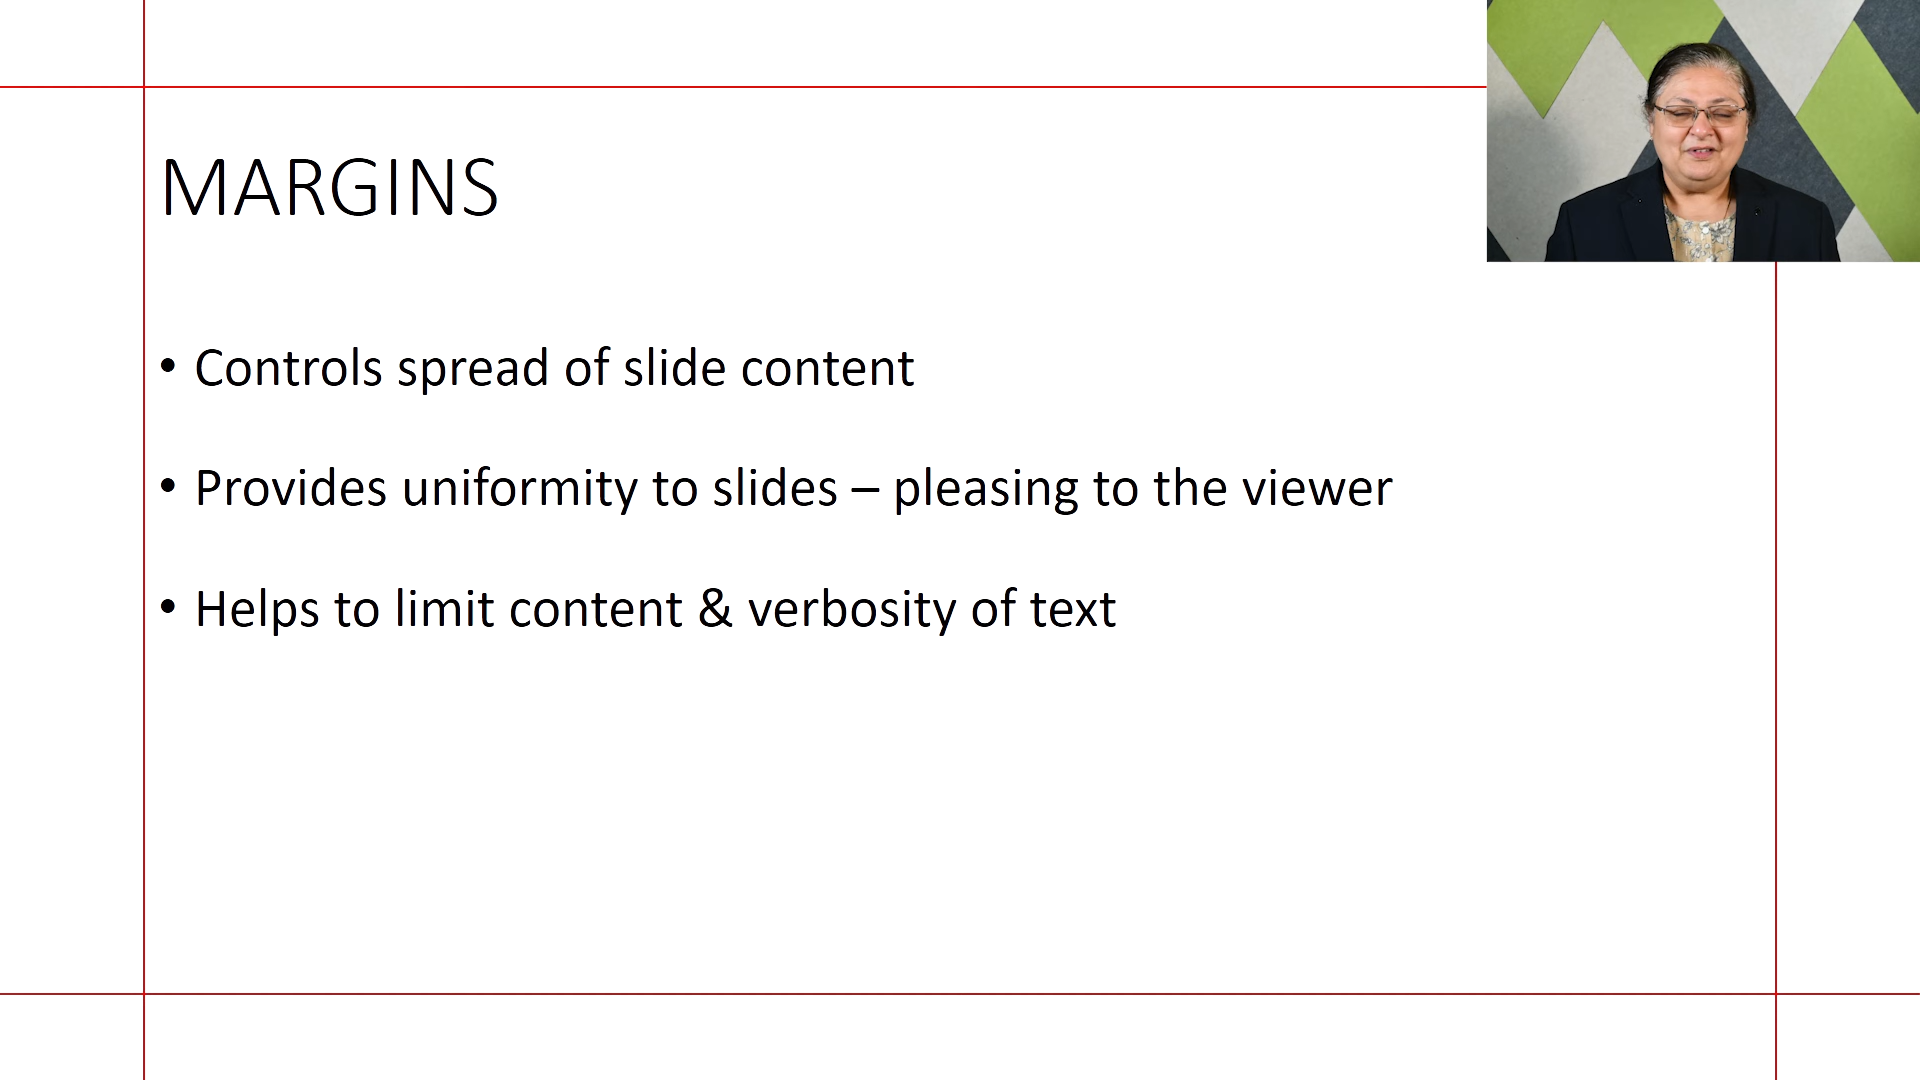 MARGINS
• Controls spread of slide content
• Provides uniformity to slides – pleasing to the viewer
• Helps to limit content & verbosity of text